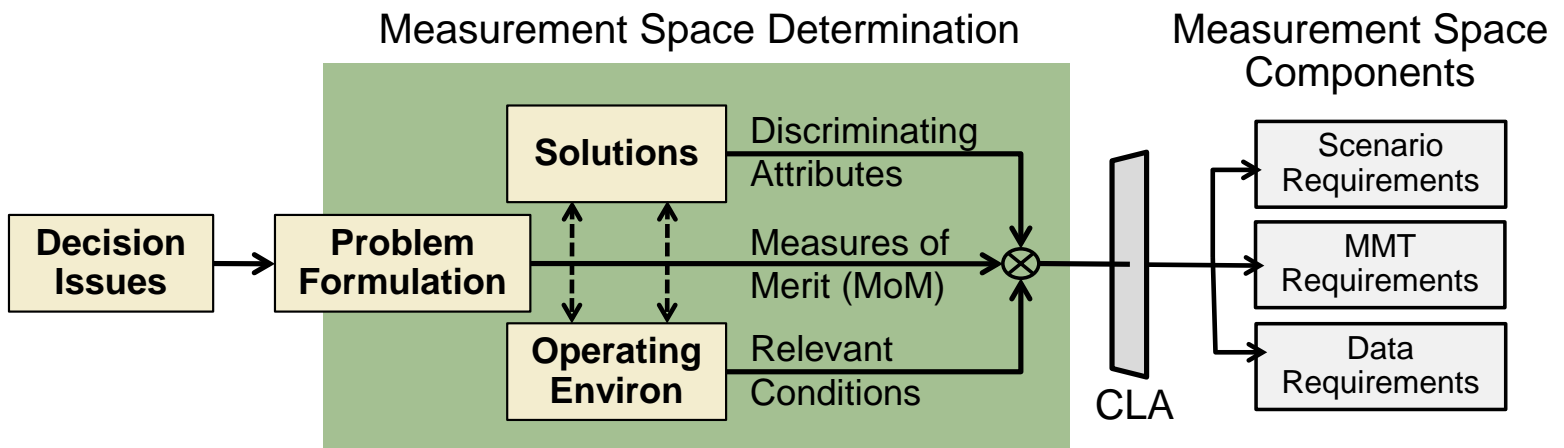 Measurement Space Determination
Measurement Space
Components
Decision
Issues
Problem
Formulation
Solutions
Operating
Environ
Discriminating
Attributes
Measures of
Merit (MoM)
Relevant
Conditions
CLA
Scenario
Requirements
MMT
Requirements
Data
Requirements